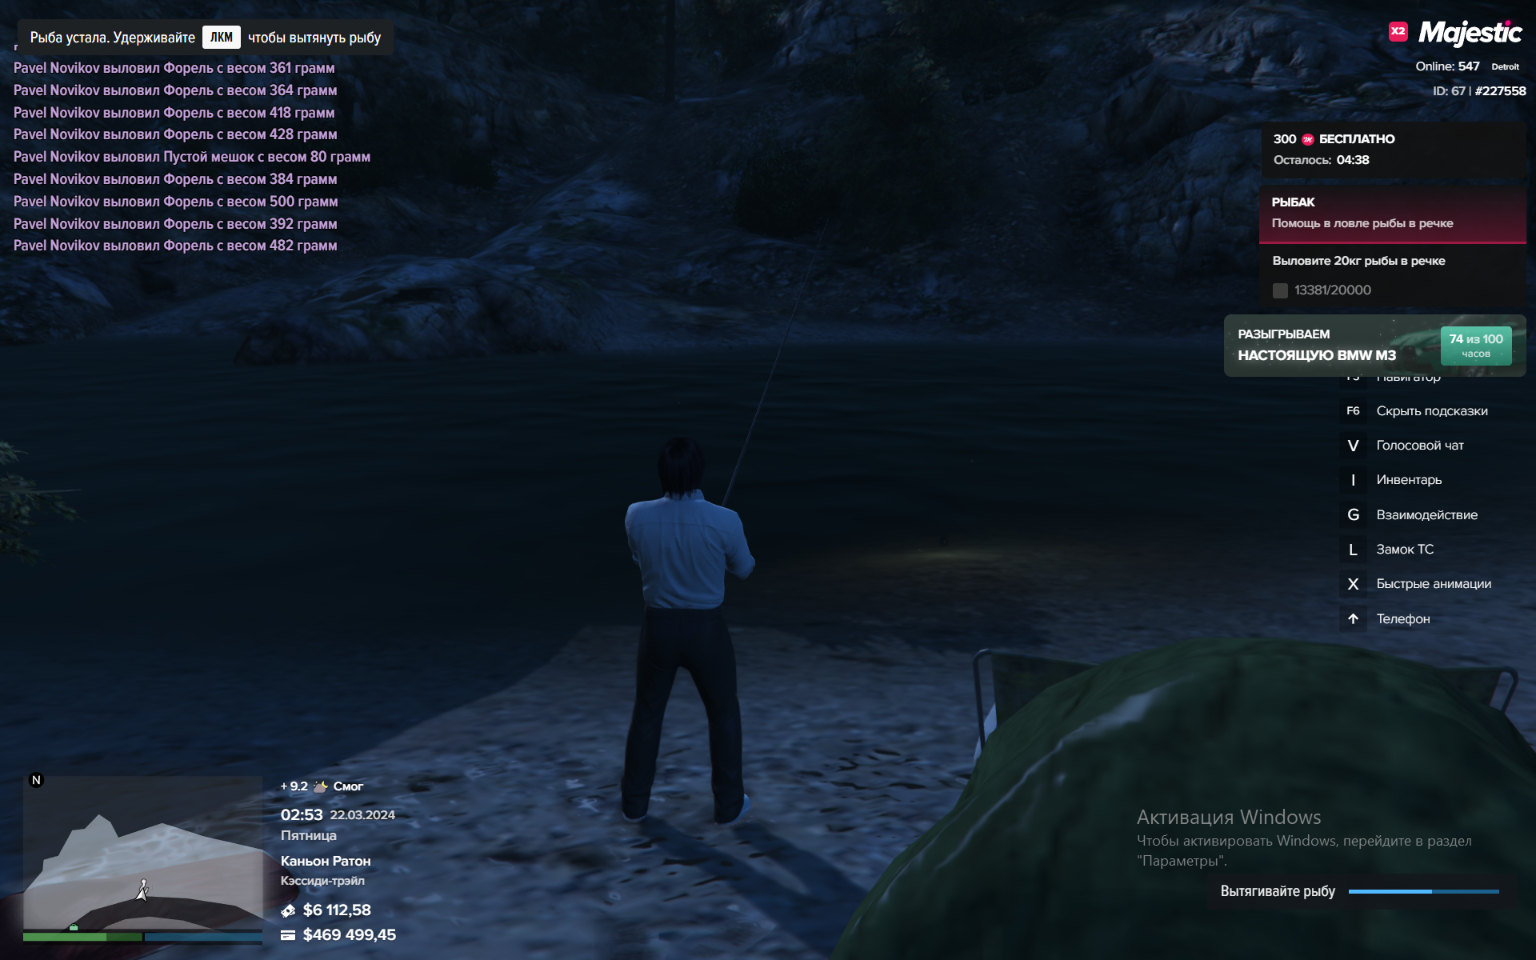 Рыба устала. Удерживайте ЛКМ чтобы вытянуть рыбу
Pavel Novikov выловил Форель с весом 361 грамм
Pavel Novikov выловил Форель с весом 364 грамм
Pavel Novikov выловил Форель с весом 418 грамм
Pavel Novikov выловил Форель с весом 428 грамм
Pavel Novikov выловил Пустой мешок с весом 80 грамм
Pavel Novikov выловил Форель с весом 384 грамм
Pavel Novikov выловил Форель с весом 500 грамм
Pavel Novikov выловил Форель с весом 392 грамм
Pavel Novikov выловил Форель с весом 482 грамм
X2 Majestic
Online: 547 Detroit
ID: 67 | #227558
300 БЕСПЛАТНО
Осталось: 04:38
РЫБАК
Помощь в ловле рыбы в речке
Выловите 20кг рыбы в речке
13381/20000
РАЗЫГРЫВАЕМ
НАСТОЯЩУЮ BMW M3
74 из 100
часов
Навигатор
F6 Скрыть подсказки
V Голосовой чат
I Инвентарь
G Взаимодействие
L Замок ТС
X Быстрые анимации
Телефон
N
+ 9.2 Смог
02:53 22.03.2024
Пятница
Каньон Ратон
Кэссиди-трэйл
$6 112,58
$469 499,45
Активация Windows
Чтобы активировать Windows, перейдите в раздел
"Параметры".
Вытягивайте рыбу